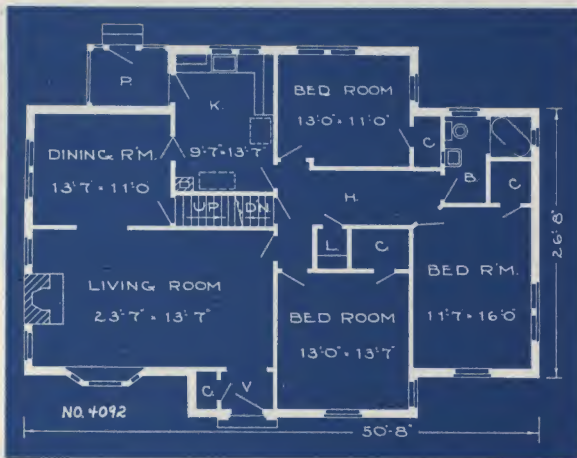 P.
K.
9'-7"×13'-7"
BED ROOM
13'0"×11'0"
C
B.
C.
DINING R'M.
13'7"×11'0
UP
DN
H.
L.
C.
LIVING ROOM
23'-7"×13'7"
BED ROOM
13'0"×13'7"
BED R'M.
11'7×16'0"
C.
V
NO. 4092
26'-8"
50'-8"